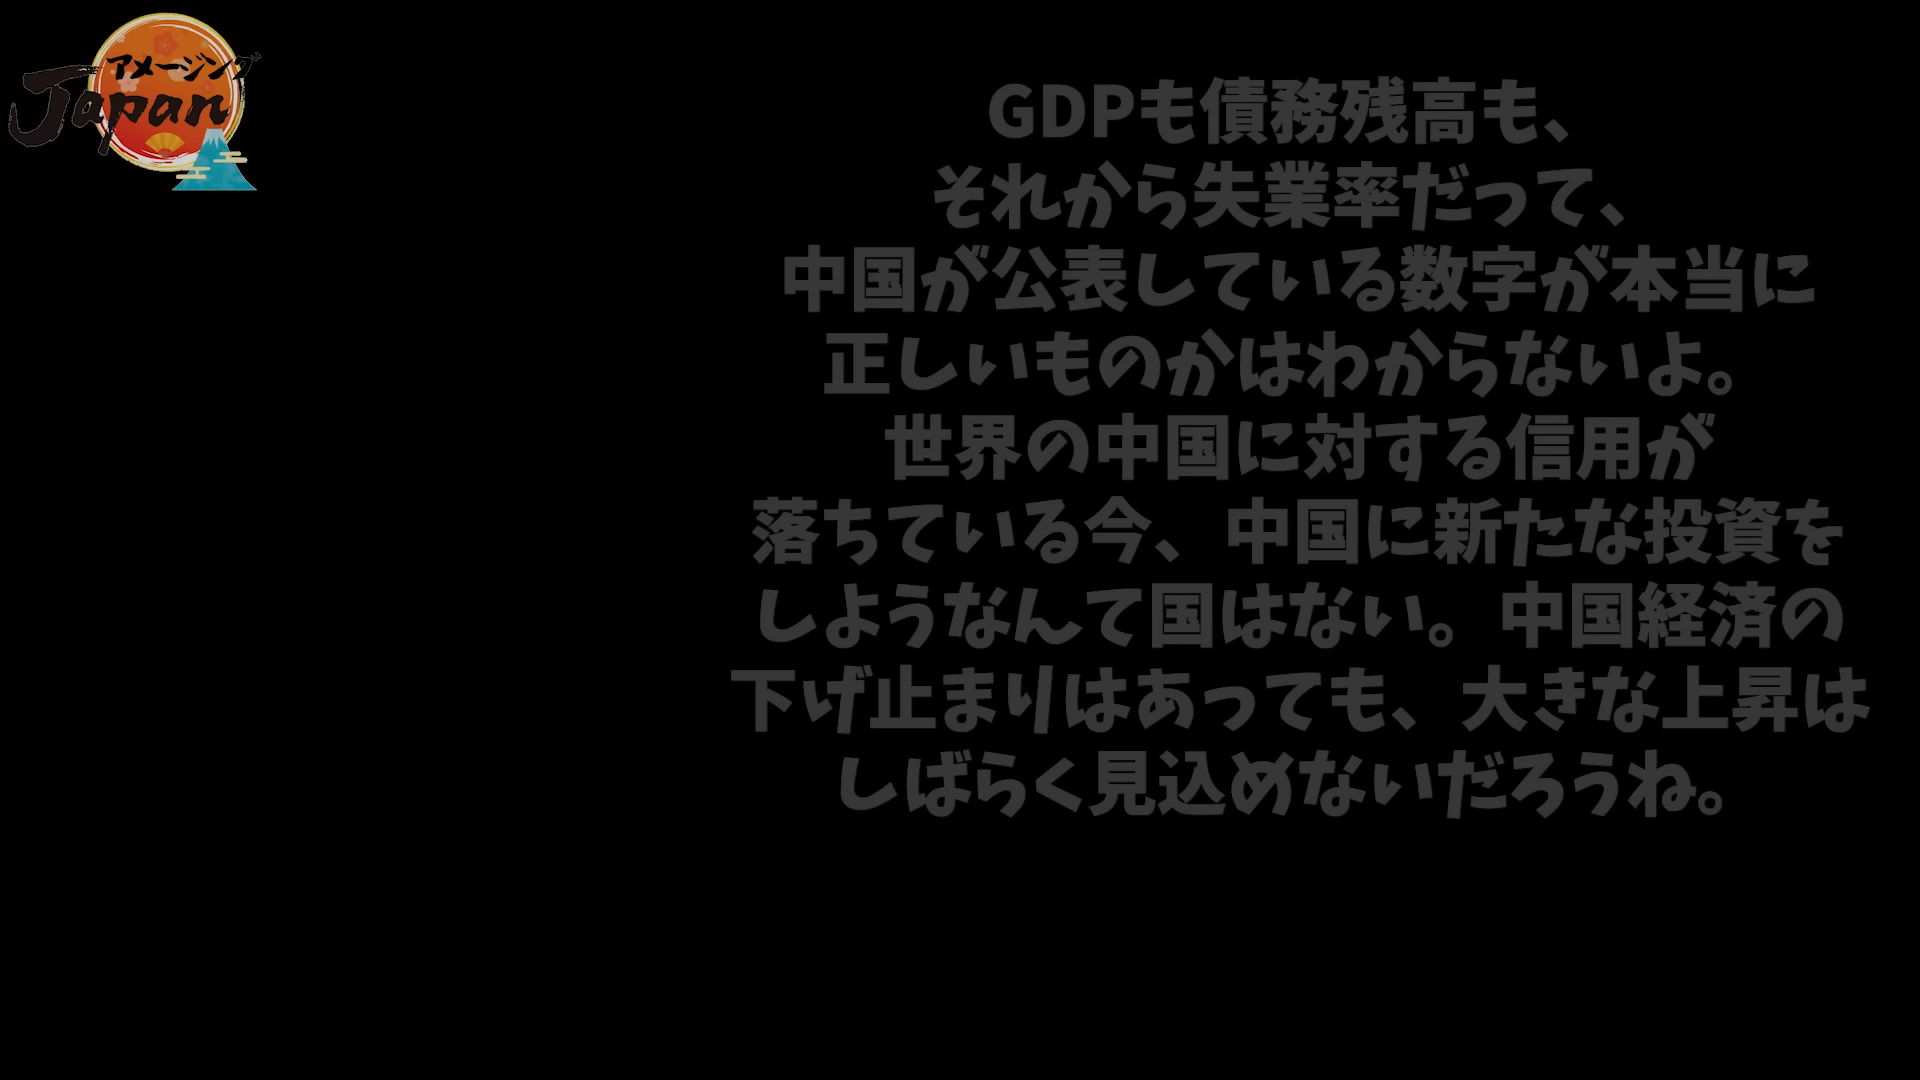 アメージング
Japan
GDPも債務残高も、
それから失業率だって、
中国が公表している数字が本当に
正しいものかはわからないよ。
世界の中国に対する信用が
落ちている今、中国に新たな投資を
しようなんて国はない。中国経済の
下げ止まりはあっても、大きな上昇は
しばらく見込めないだろうね。